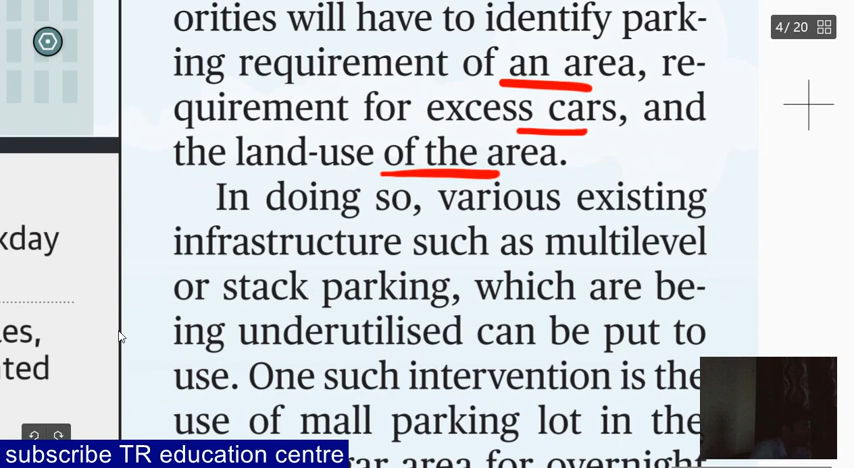 orities will have to identify park-
ing requirement of an area, re-
quirement for excess cars, and
the land-use of the area.
In doing so, various existing
infrastructure such as multilevel
or stack parking, which are be-
ing underutilised can be put to
use. One such intervention is the
use of mall parking lot in the
area for overnight
4/ 20
subscribe TR education centre